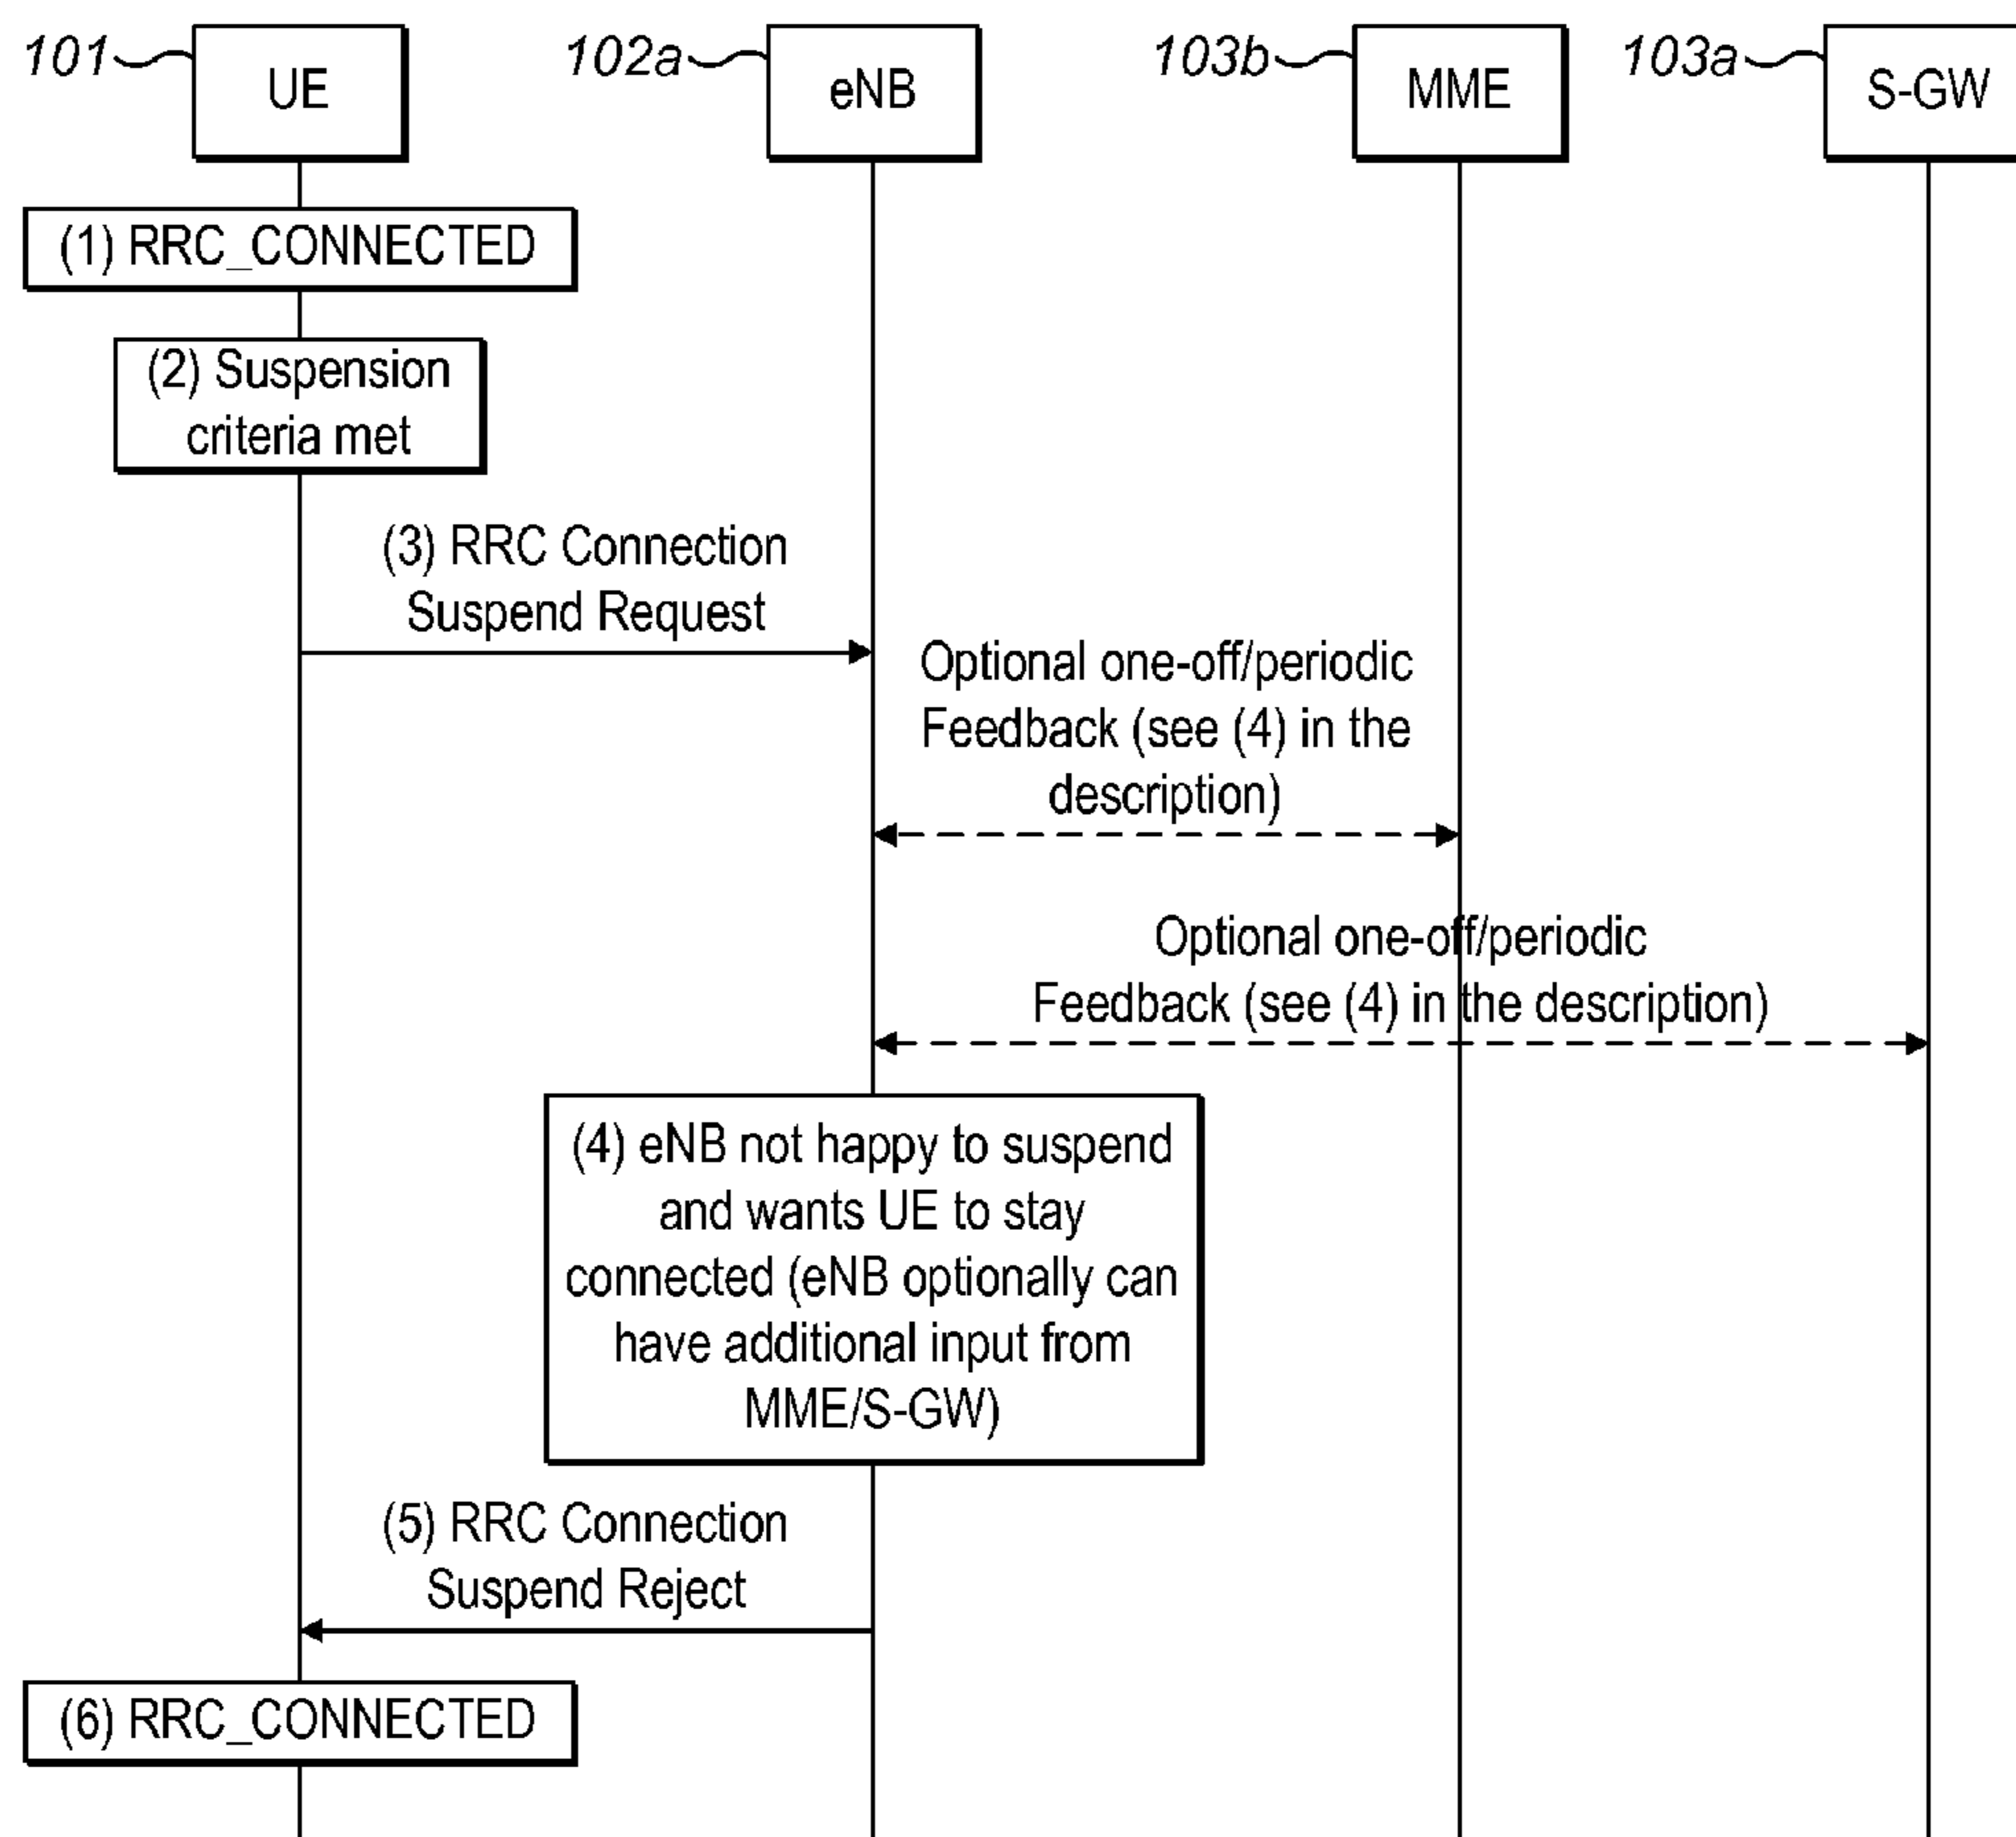 101
UE
102a
eNB
103b
MME
103a
S-GW
(1) RRC_CONNECTED
(2) Suspension
criteria met
(3) RRC Connection
Suspend Request
Optional one-off/periodic
Feedback (see (4) in the
description)
Optional one-off/periodic
Feedback (see (4) in the description)
(4) eNB not happy to suspend
and wants UE to stay
connected (eNB optionally can
have additional input from
MME/S-GW)
(5) RRC Connection
Suspend Reject
(6) RRC_CONNECTED